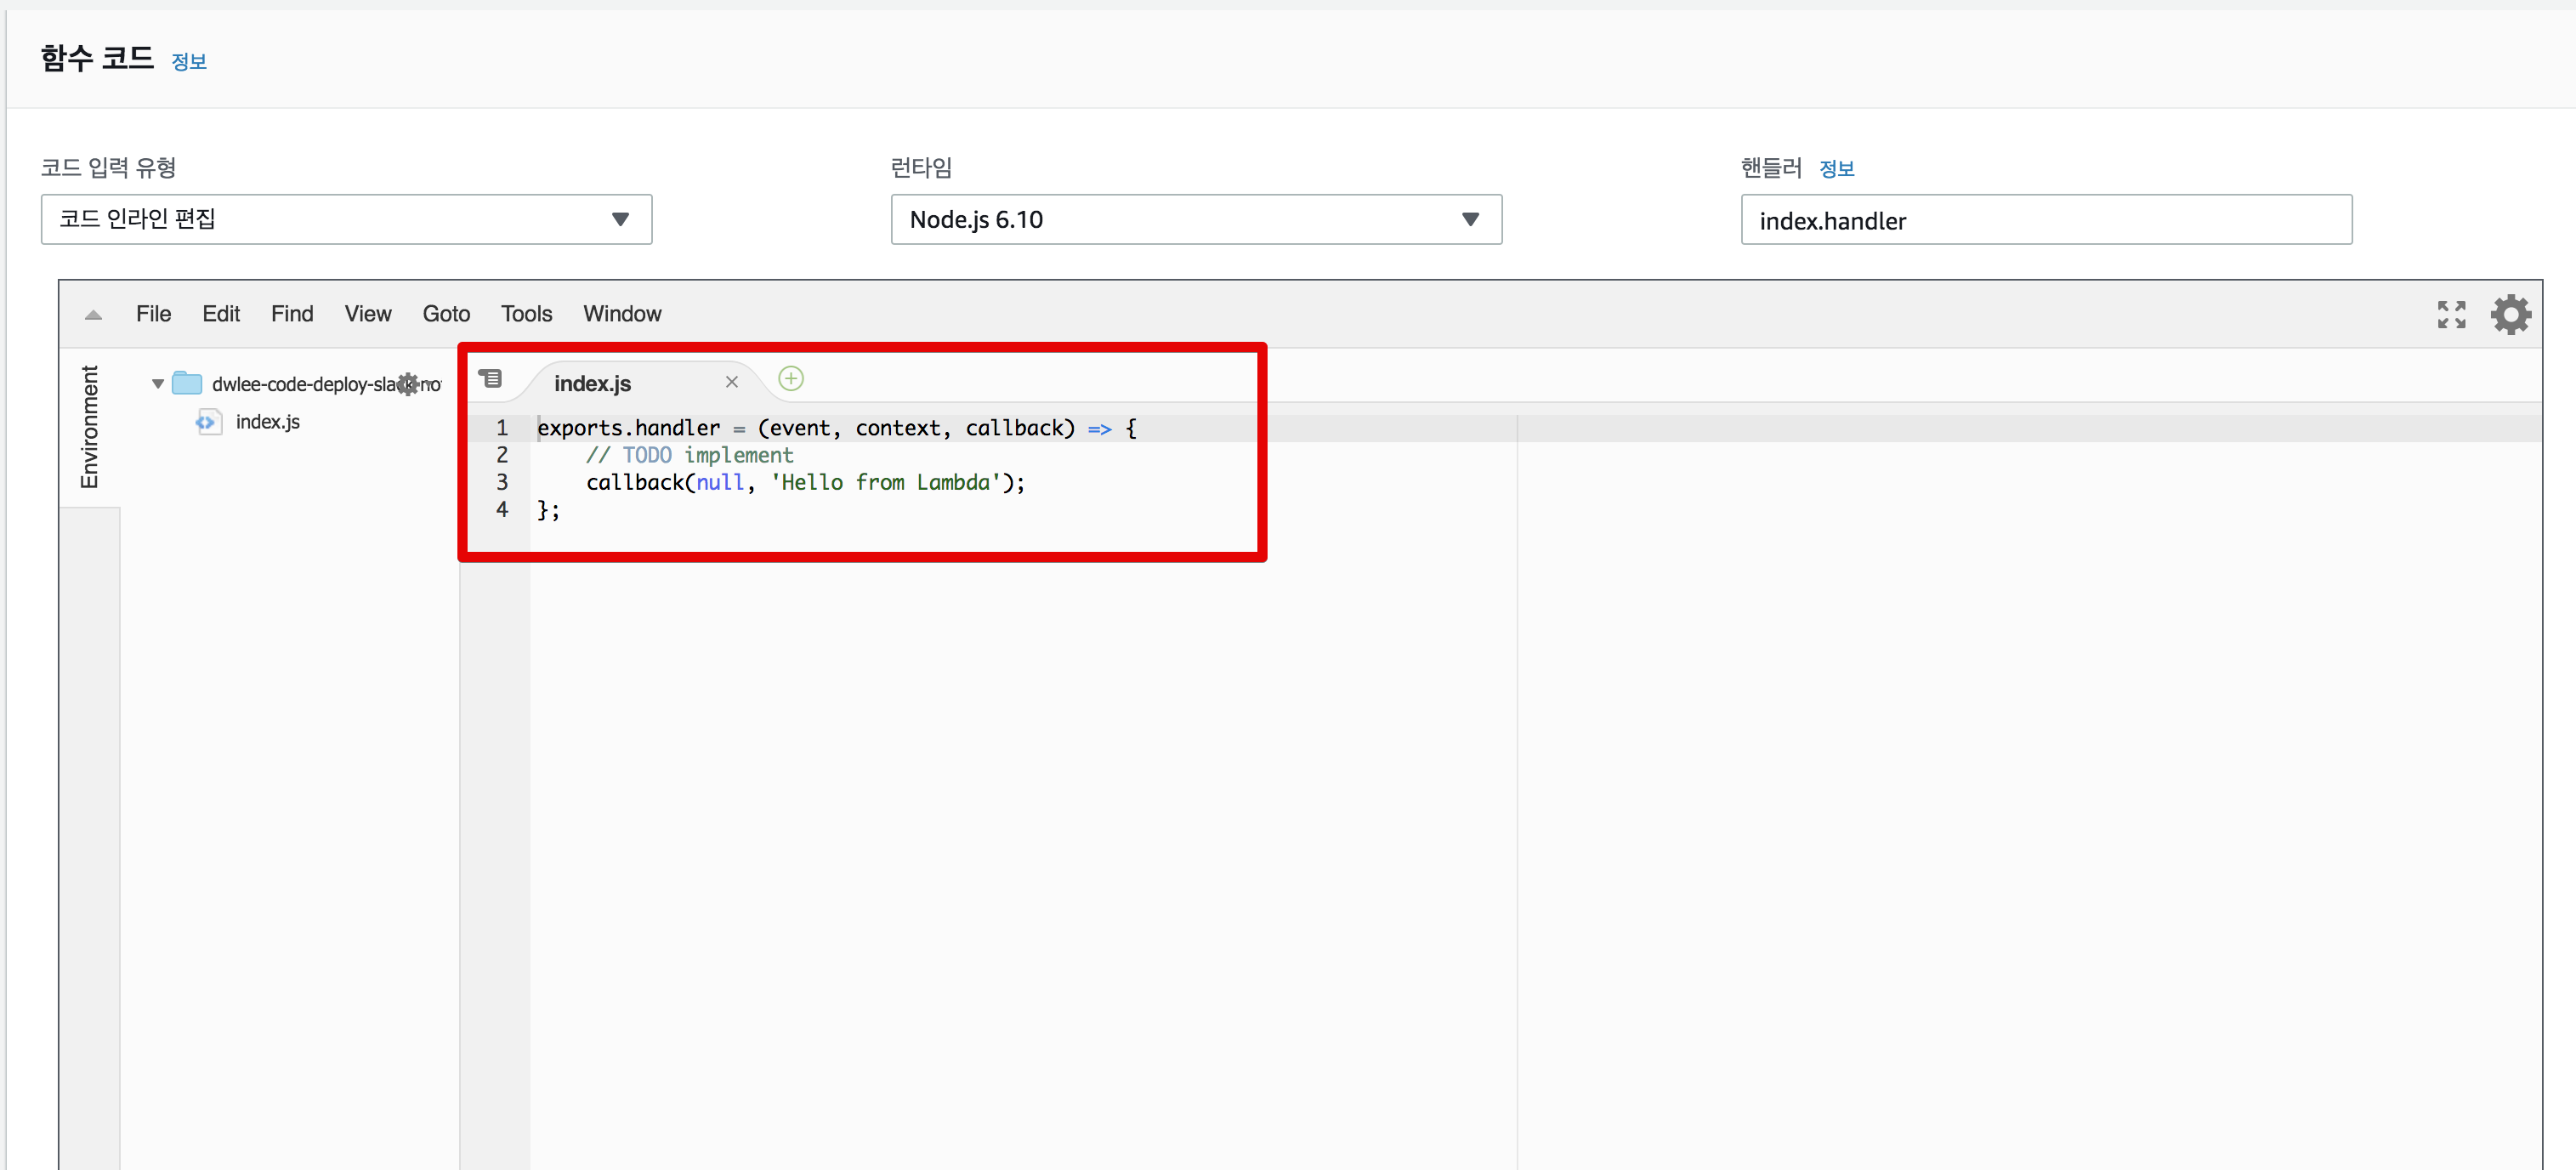 함수 코드 정보
코드 입력 유형
코드 인라인 편집
런타임
Node.js 6.10
핸들러 정보
index.handler
File Edit Find View Goto Tools Window
Environment
dwlee-code-deploy-slack-no
index.js
index.js
1 exports.handler = (event, context, callback) => {
2     // TODO implement
3     callback(null, 'Hello from Lambda');
4 };